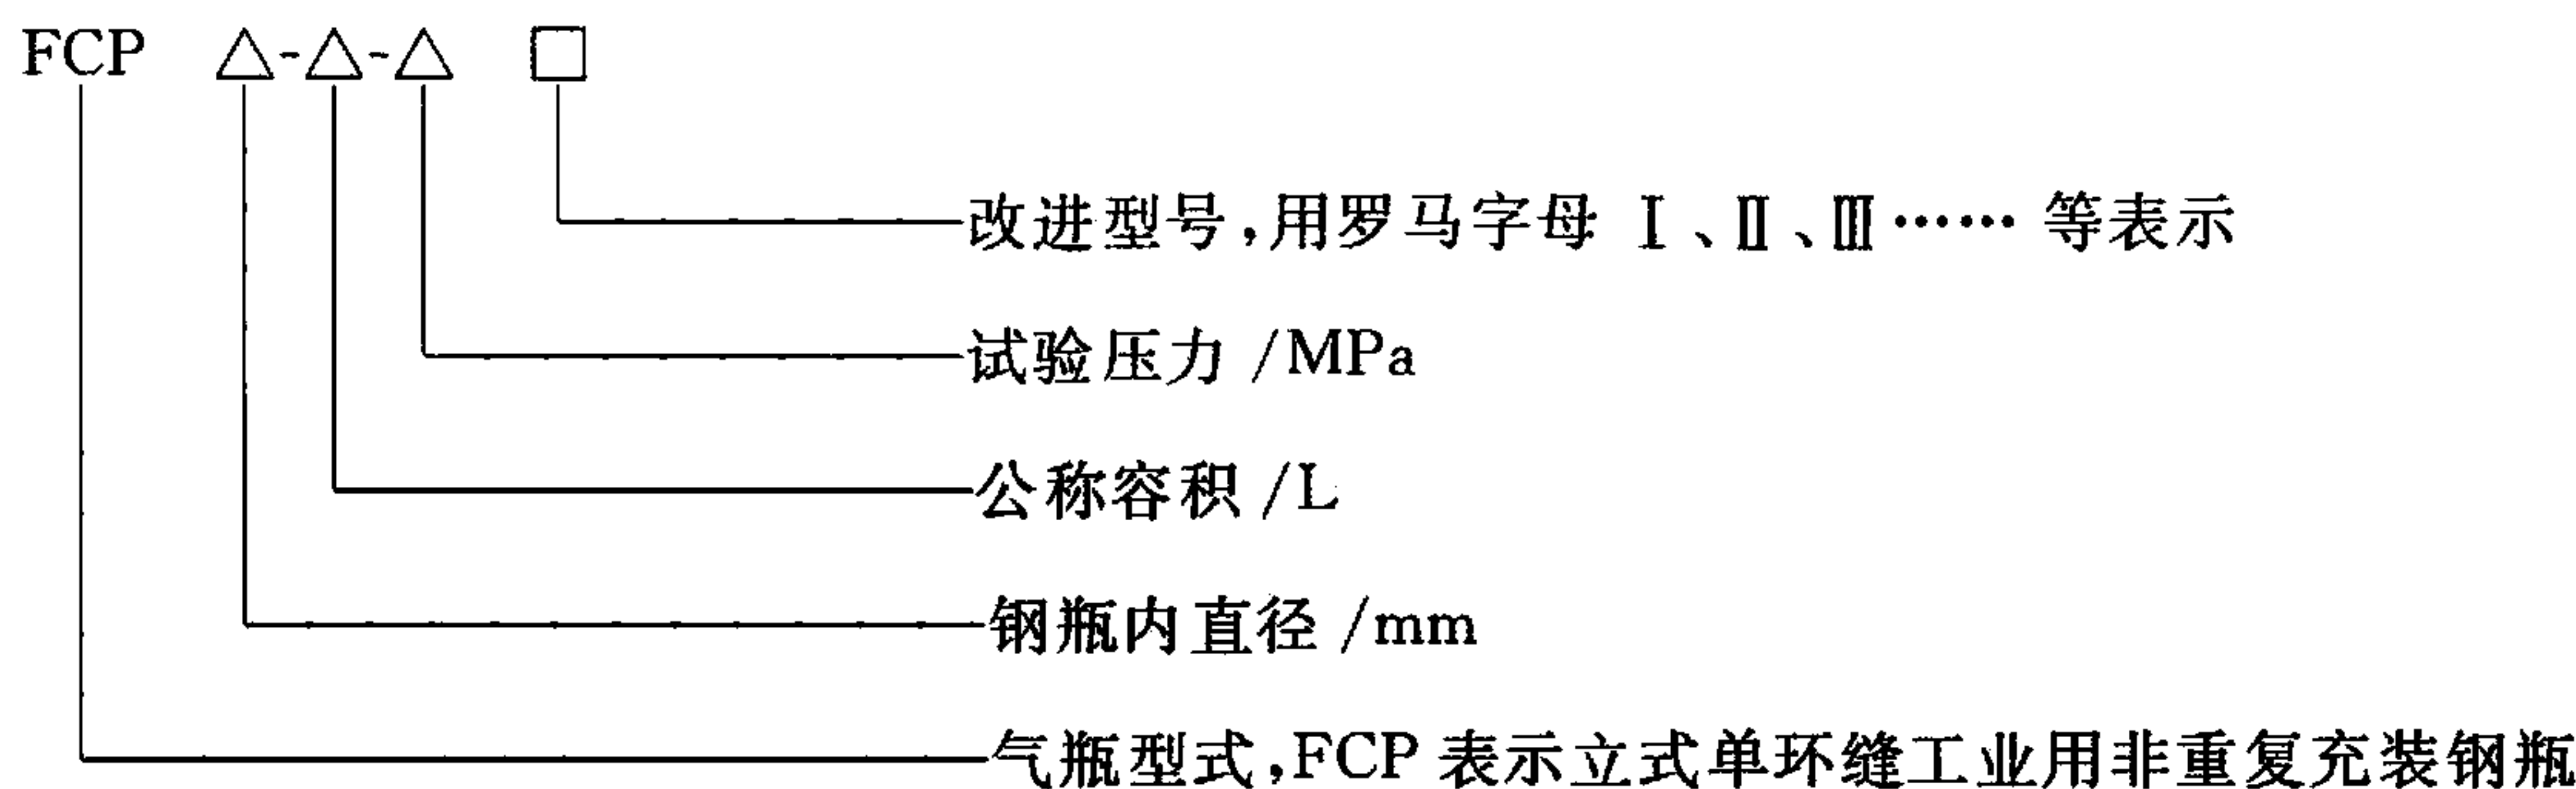 FCP △-△-△ □
改进型号,用罗马字母 Ⅰ、Ⅱ、Ⅲ…… 等表示
试验压力 /MPa
公称容积 /L
钢瓶内直径 /mm
气瓶型式,FCP 表示立式单环缝工业用非重复充装钢瓶